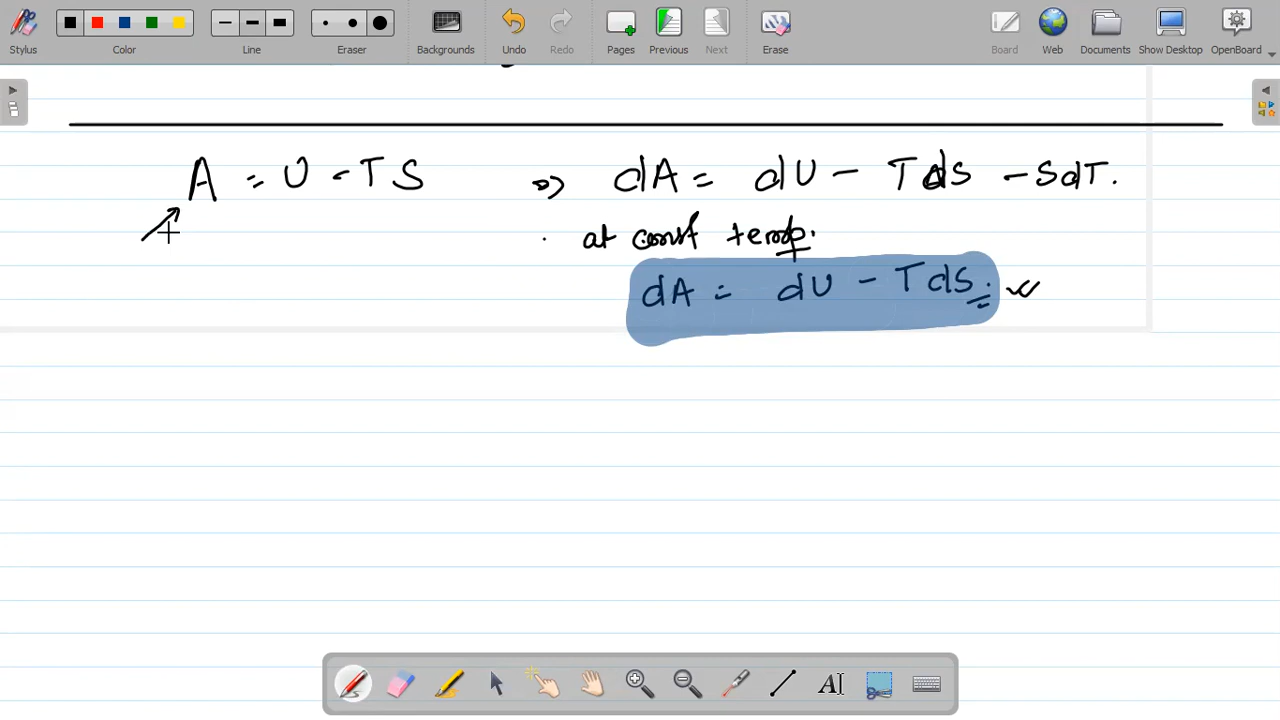 Stylus
Color
Line
Eraser
Backgrounds
Undo
Redo
Pages
Previous
Next
Erase
Board
Web
Documents
Show Desktop
OpenBoard
A = U - TS ⇒ dA = dU - TdS - SdT.
at const temp.
dA = dU - TdS.